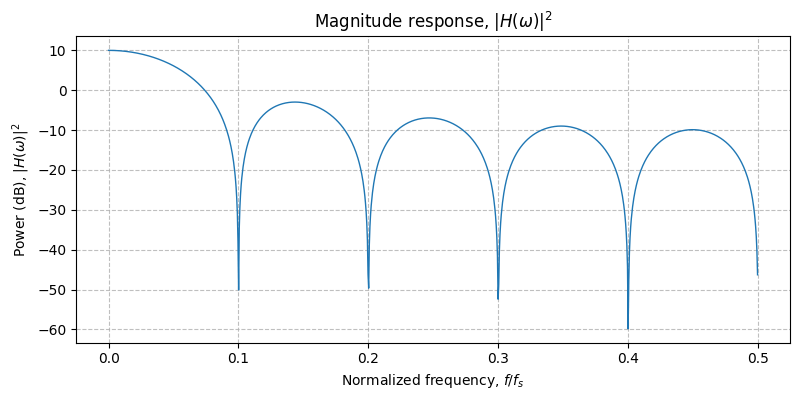 Magnitude response, |H(ω)|²
Power (dB), |H(ω)|²
10
0
−10
−20
−30
−40
−50
−60
0.0 0.1 0.2 0.3 0.4 0.5
Normalized frequency, f/fₛ